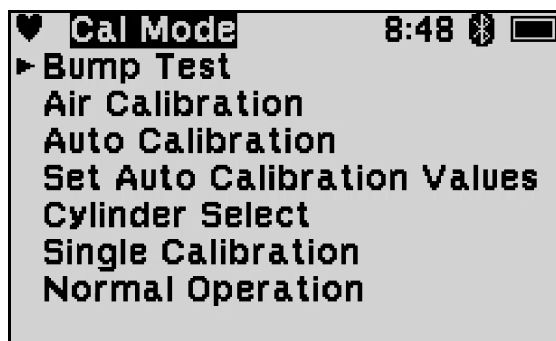 Cal Mode 8:48
Bump Test
Air Calibration
Auto Calibration
Set Auto Calibration Values
Cylinder Select
Single Calibration
Normal Operation